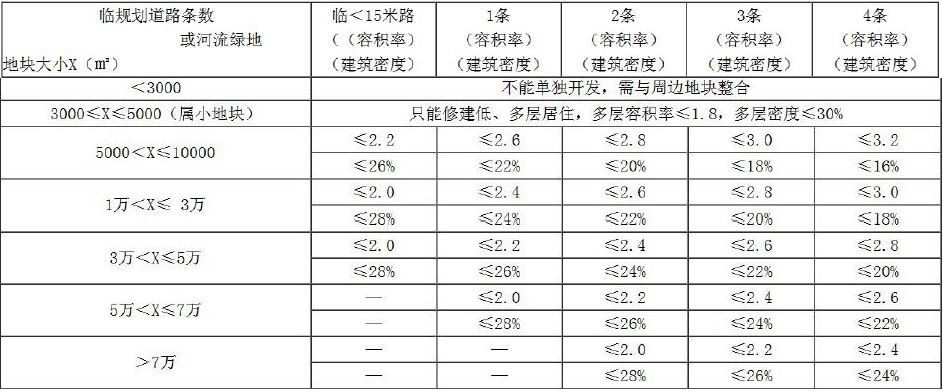 临规划道路条数 临＜15米路 1条 2条 3条 4条
或河流绿地 （（容积率） （容积率） （容积率） （容积率） （容积率）
地块大小X（㎡） （建筑密度） （建筑密度） （建筑密度） （建筑密度） （建筑密度）
＜3000 不能单独开发，需与周边地块整合
3000≤X≤5000（属小地块） 只能修建低、多层居住，多层容积率≤1.8，多层密度≤30%
5000＜X≤10000 ≤2.2 ≤2.6 ≤2.8 ≤3.0 ≤3.2
≤26% ≤22% ≤20% ≤18% ≤16%
1万＜X≤ 3万 ≤2.0 ≤2.4 ≤2.6 ≤2.8 ≤3.0
≤28% ≤24% ≤22% ≤20% ≤18%
3万＜X≤5万 ≤2.0 ≤2.2 ≤2.4 ≤2.6 ≤2.8
≤28% ≤26% ≤24% ≤22% ≤20%
5万＜X≤7万 — ≤2.0 ≤2.2 ≤2.4 ≤2.6
— ≤28% ≤26% ≤24% ≤22%
＞7万 — — ≤2.0 ≤2.2 ≤2.4
— — ≤28% ≤26% ≤24%